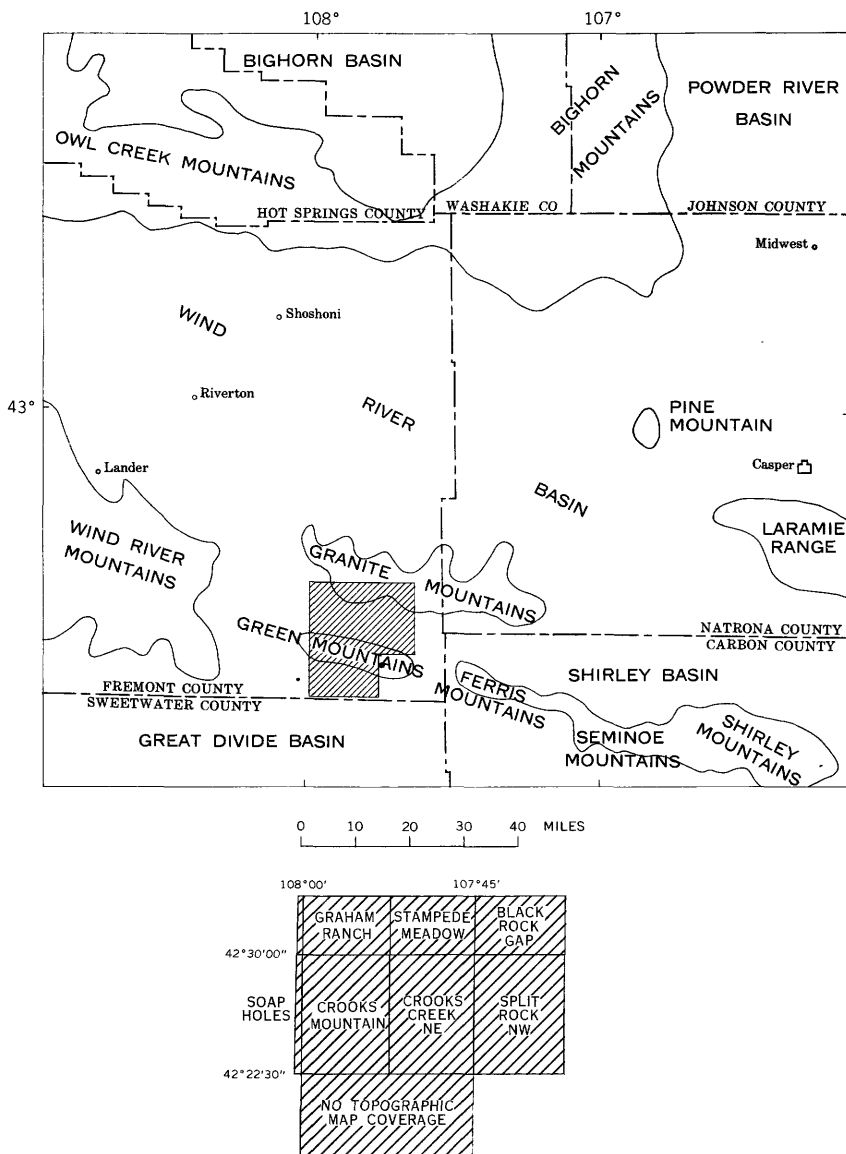 108°
107°
BIGHORN BASIN
BIGHORN
MOUNTAINS
POWDER RIVER
BASIN
OWL CREEK MOUNTAINS
HOT SPRINGS COUNTY
WASHAKIE CO
JOHNSON COUNTY
Midwest
WIND
Shoshoni
Riverton
43°
RIVER
PINE
MOUNTAIN
Lander
Casper
BASIN
WIND RIVER
MOUNTAINS
LARAMIE
RANGE
GRANITE
MOUNTAINS
GREEN MOUNTAINS
NATRONA COUNTY
CARBON COUNTY
FREMONT COUNTY
SWEETWATER COUNTY
FERRIS
MOUNTAINS
SHIRLEY BASIN
GREAT DIVIDE BASIN
SEMINOE
MOUNTAINS
SHIRLEY
MOUNTAINS
0 10 20 30 40 MILES
108°00'
107°45'
GRAHAM
RANCH
STAMPEDE
MEADOW
BLACK
ROCK
GAP
42°30'00"
SOAP
HOLES
CROOKS
MOUNTAIN
CROOKS
CREEK
NE
SPLIT
ROCK
NW
42°22'30"
NO TOPOGRAPHIC
MAP COVERAGE